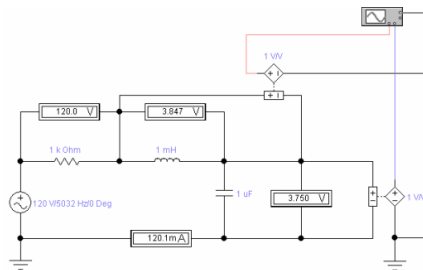 1 V/V
120.0 V
3.847 V
1 k Ohm
1 mH
1 uF
3.750 V
120 V/5032 Hz/0 Deg
1 V/V
120.1mA